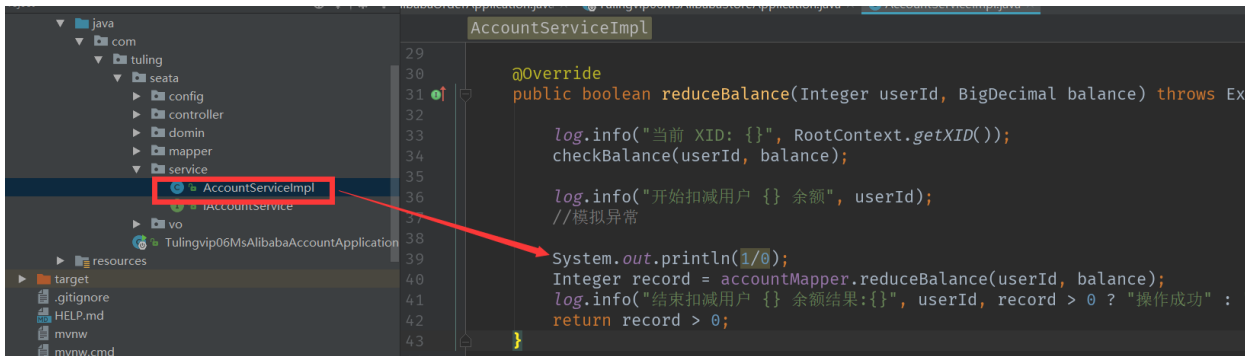 AccountServiceImpl
java
com
tuling
seata
config
controller
domin
mapper
service
AccountServiceImpl
IAccountService
vo
Tulingvip06MsAlibabaAccountApplication
resources
target
.gitignore
HELP.md
mvnw
mvnw.cmd
29
30 @Override
31 public boolean reduceBalance(Integer userId, BigDecimal balance) throws Ex
32
33 log.info("当前 XID: {}", RootContext.getXID());
34 checkBalance(userId, balance);
35
36 log.info("开始扣减用户 {} 余额", userId);
37 //模拟异常
38
39 System.out.println(1/0);
40 Integer record = accountMapper.reduceBalance(userId, balance);
41 log.info("结束扣减用户 {} 余额结果:{}", userId, record > 0 ? "操作成功" :
42 return record > 0;
43 }